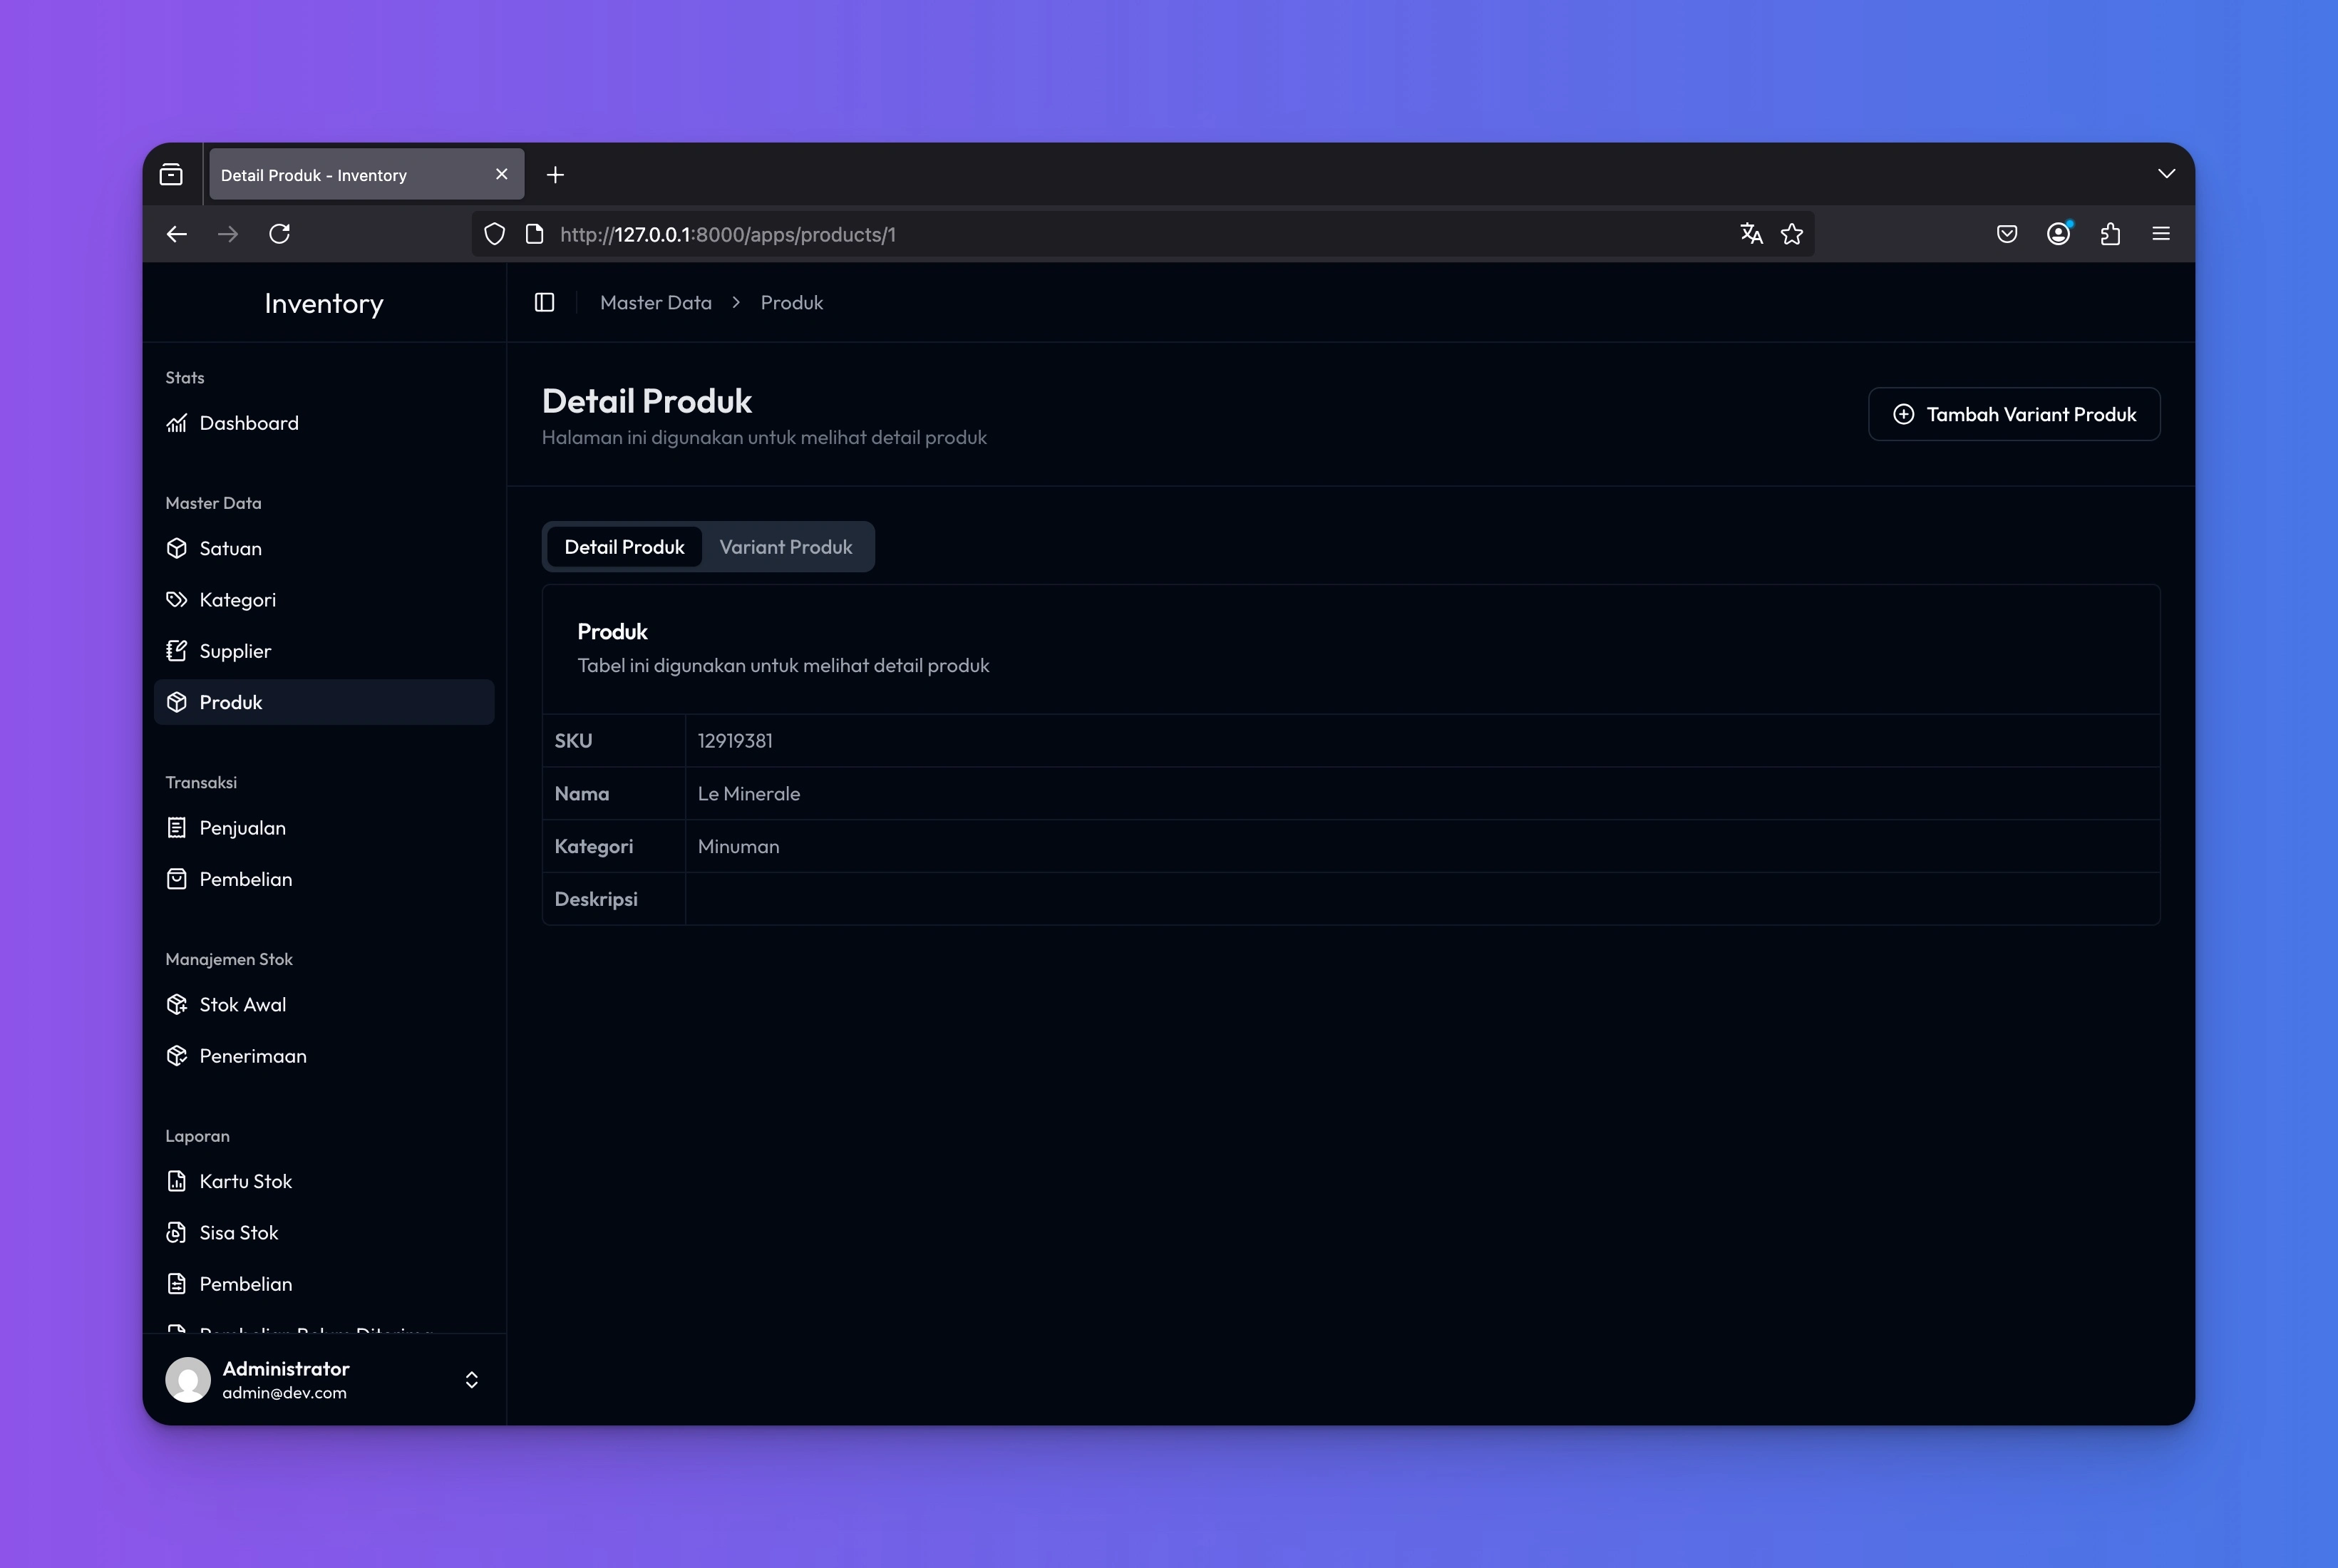 Detail Produk - Inventory
http://127.0.0.1:8000/apps/products/1
Inventory
Stats
Dashboard
Master Data
Satuan
Kategori
Supplier
Produk
Transaksi
Penjualan
Pembelian
Manajemen Stok
Stok Awal
Penerimaan
Laporan
Kartu Stok
Sisa Stok
Pembelian
Pembelian Belum Diterima
Administrator
admin@dev.com
Master Data > Produk
Detail Produk
Halaman ini digunakan untuk melihat detail produk
Tambah Variant Produk
Detail Produk Variant Produk
Produk
Tabel ini digunakan untuk melihat detail produk
SKU 12919381
Nama Le Minerale
Kategori Minuman
Deskripsi